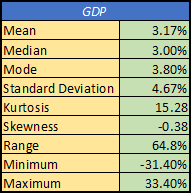 GDP
Mean 3.17%
Median 3.00%
Mode 3.80%
Standard Deviation 4.67%
Kurtosis 15.28
Skewness -0.38
Range 64.8%
Minimum -31.40%
Maximum 33.40%